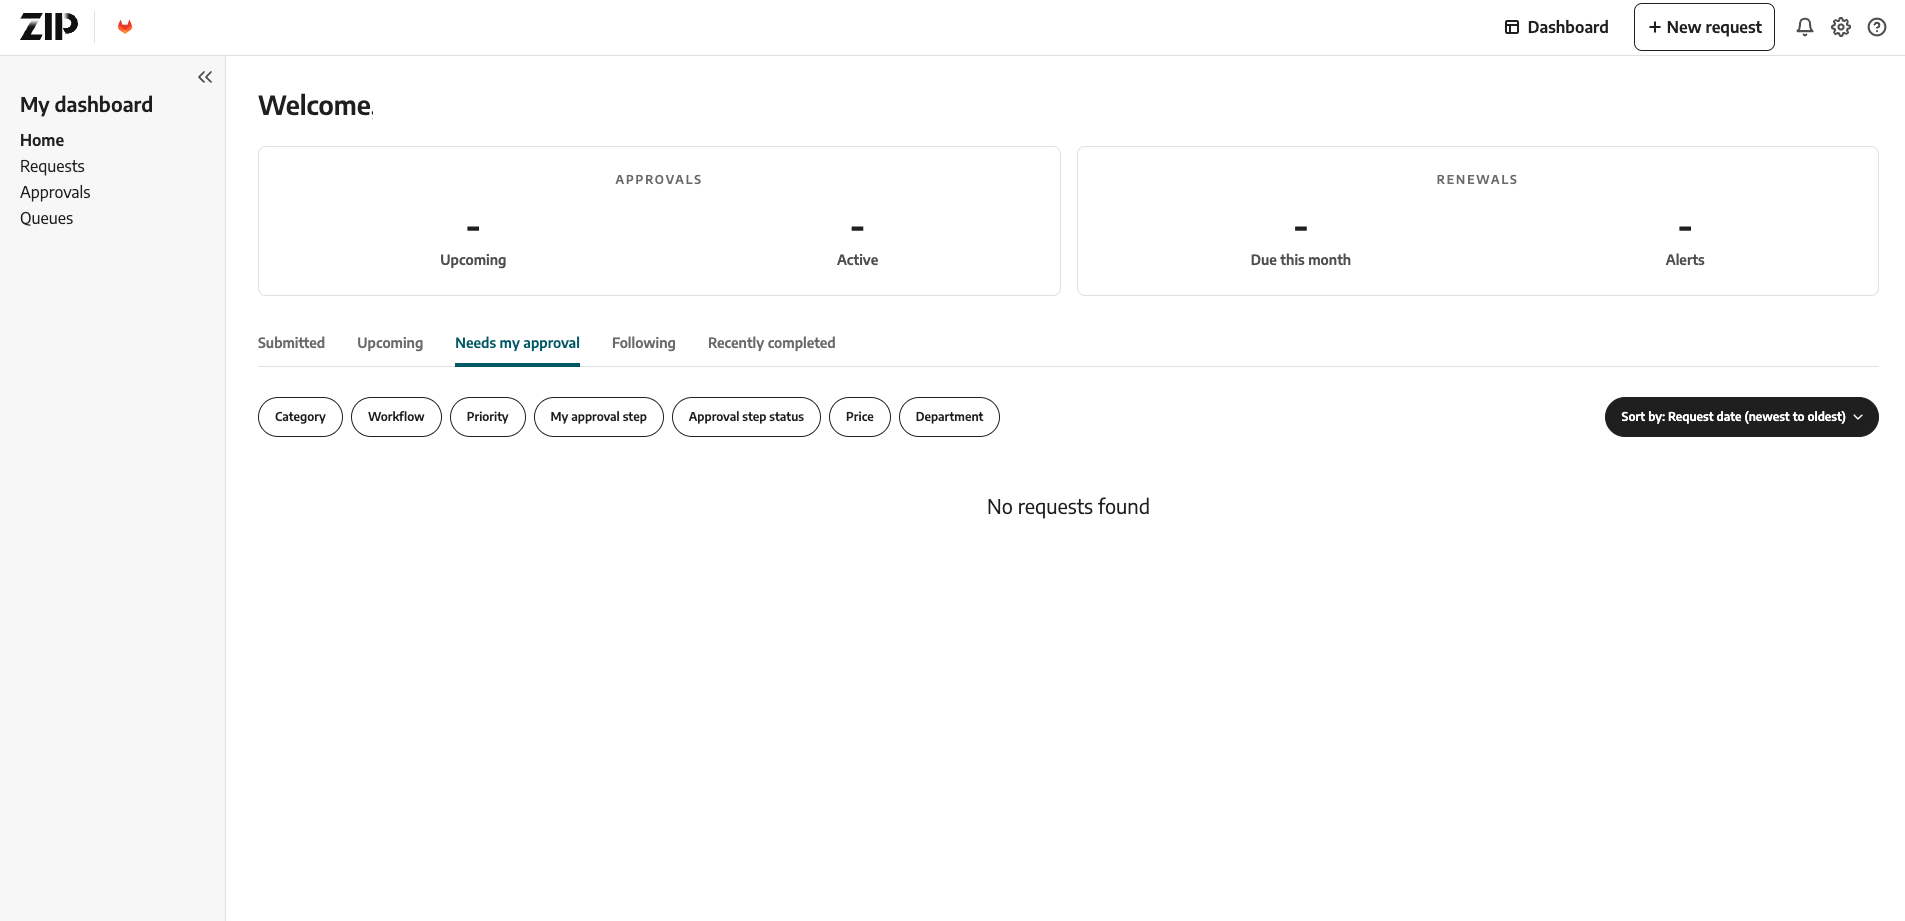 ZIP
Dashboard
+ New request
My dashboard
Home
Requests
Approvals
Queues
Welcome
APPROVALS
-
Upcoming
-
Active
RENEWALS
-
Due this month
-
Alerts
Submitted
Upcoming
Needs my approval
Following
Recently completed
Category
Workflow
Priority
My approval step
Approval step status
Price
Department
Sort by: Request date (newest to oldest)
No requests found